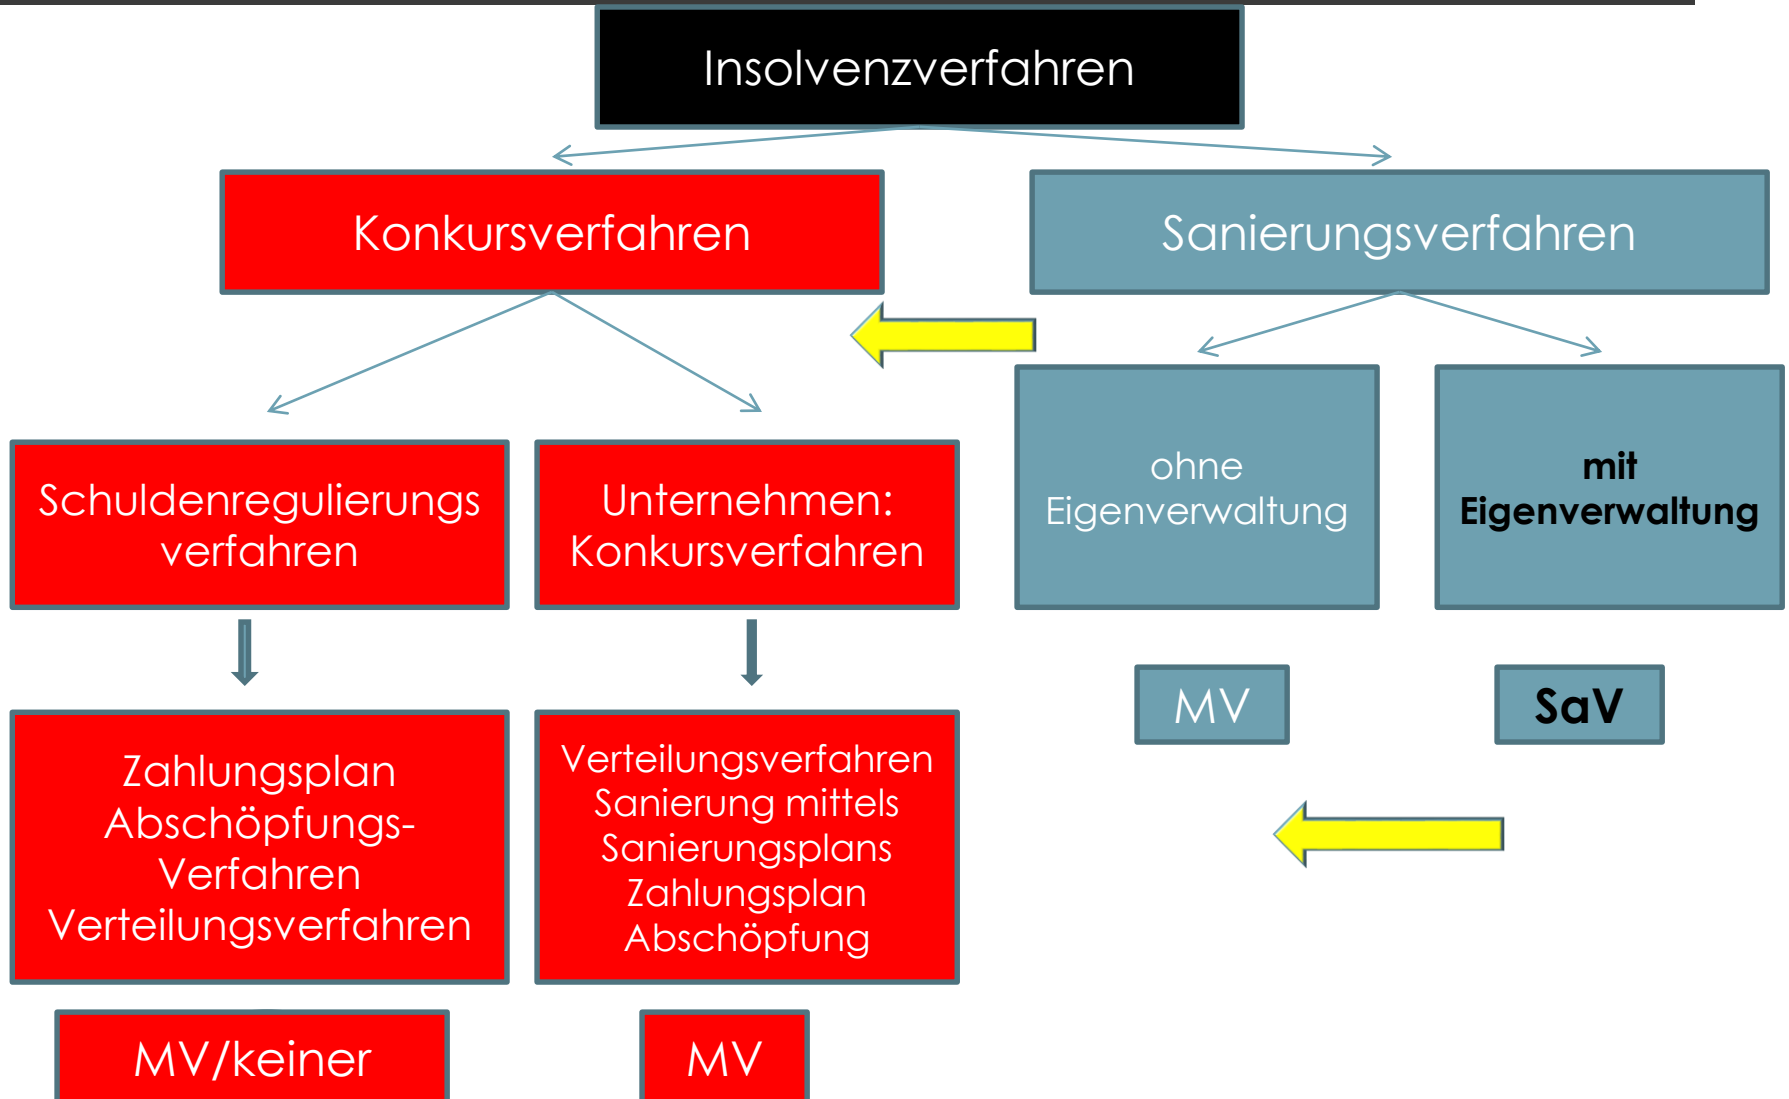 Insolvenzverfahren
Konkursverfahren
Sanierungsverfahren
Schuldenregulierungs
verfahren
Unternehmen:
Konkursverfahren
ohne
Eigenverwaltung
mit
Eigenverwaltung
MV
SaV
Zahlungsplan
Abschöpfungs-
Verfahren
Verteilungsverfahren
Verteilungsverfahren
Sanierung mittels
Sanierungsplans
Zahlungsplan
Abschöpfung
MV/keiner
MV